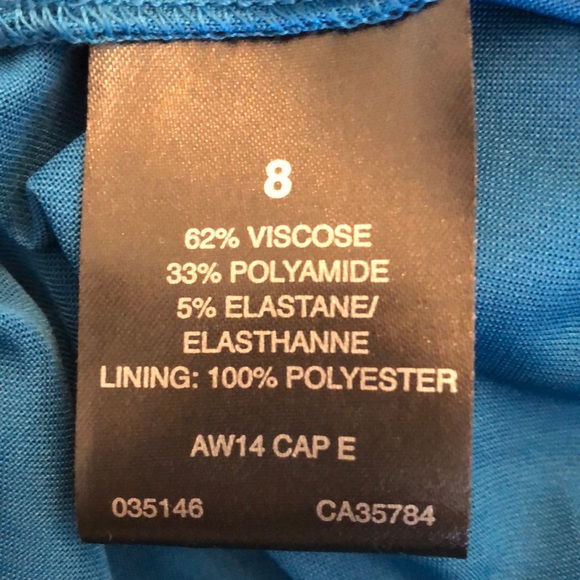 8
62% VISCOSE
33% POLYAMIDE
5% ELASTANE/
ELASTHANNE
LINING: 100% POLYESTER
AW14 CAP E
035146 CA35784